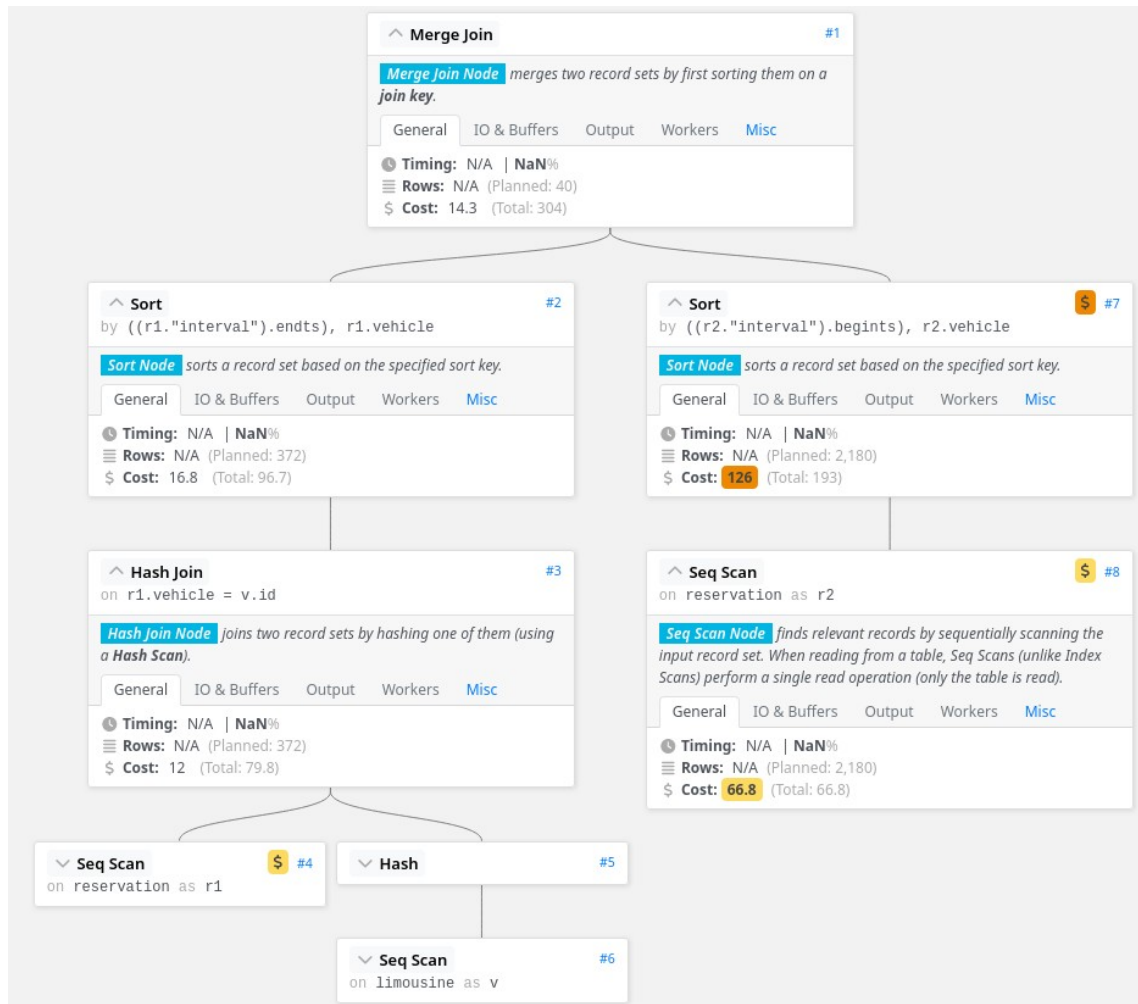 Merge Join #1
Merge Join Node merges two record sets by first sorting them on a
join key.
General IO & Buffers Output Workers Misc
Timing: N/A | NaN%
Rows: N/A (Planned: 40)
$ Cost: 14.3 (Total: 304)
Sort #2
by ((r1."interval").endts), r1.vehicle
Sort Node sorts a record set based on the specified sort key.
General IO & Buffers Output Workers Misc
Timing: N/A | NaN%
Rows: N/A (Planned: 372)
$ Cost: 16.8 (Total: 96.7)
Sort $ #7
by ((r2."interval").begints), r2.vehicle
Sort Node sorts a record set based on the specified sort key.
General IO & Buffers Output Workers Misc
Timing: N/A | NaN%
Rows: N/A (Planned: 2,180)
$ Cost: 126 (Total: 193)
Hash Join #3
on r1.vehicle = v.id
Hash Join Node joins two record sets by hashing one of them (using
a Hash Scan).
General IO & Buffers Output Workers Misc
Timing: N/A | NaN%
Rows: N/A (Planned: 372)
$ Cost: 12 (Total: 79.8)
Seq Scan $ #8
on reservation as r2
Seq Scan Node finds relevant records by sequentially scanning the
input record set. When reading from a table, Seq Scans (unlike Index
Scans) perform a single read operation (only the table is read).
General IO & Buffers Output Workers Misc
Timing: N/A | NaN%
Rows: N/A (Planned: 2,180)
$ Cost: 66.8 (Total: 66.8)
Seq Scan $ #4
on reservation as r1
Hash #5
Seq Scan #6
on limousine as v